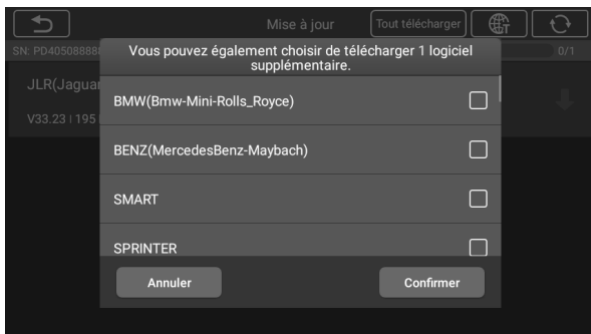 Mise à jour
Tout télécharger
SN: PD40508888
0/1
Vous pouvez également choisir de télécharger 1 logiciel
supplémentaire.
JLR(Jaguar
V33.23 | 195
BMW(Bmw-Mini-Rolls_Royce)
BENZ(MercedesBenz-Maybach)
SMART
SPRINTER
Annuler
Confirmer